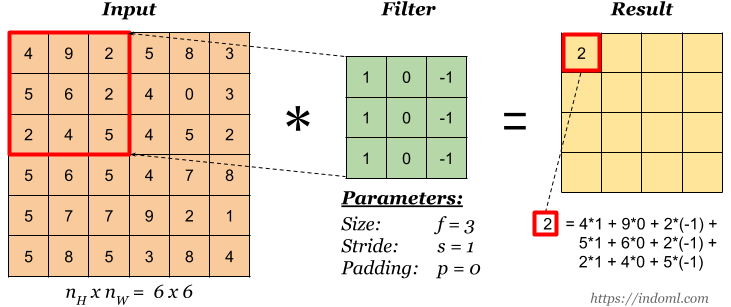 Input
Filter
Result
4 9 2 5 8 3
5 6 2 4 0 3
2 4 5 4 5 2
5 6 5 4 7 8
5 7 7 9 2 1
5 8 5 3 8 4
n_H x n_W = 6 x 6
*
1 0 -1
1 0 -1
1 0 -1
Parameters:
Size: f = 3
Stride: s = 1
Padding: p = 0
=
2
2 = 4*1 + 9*0 + 2*(-1) +
5*1 + 6*0 + 2*(-1) +
2*1 + 4*0 + 5*(-1)
https://indoml.com